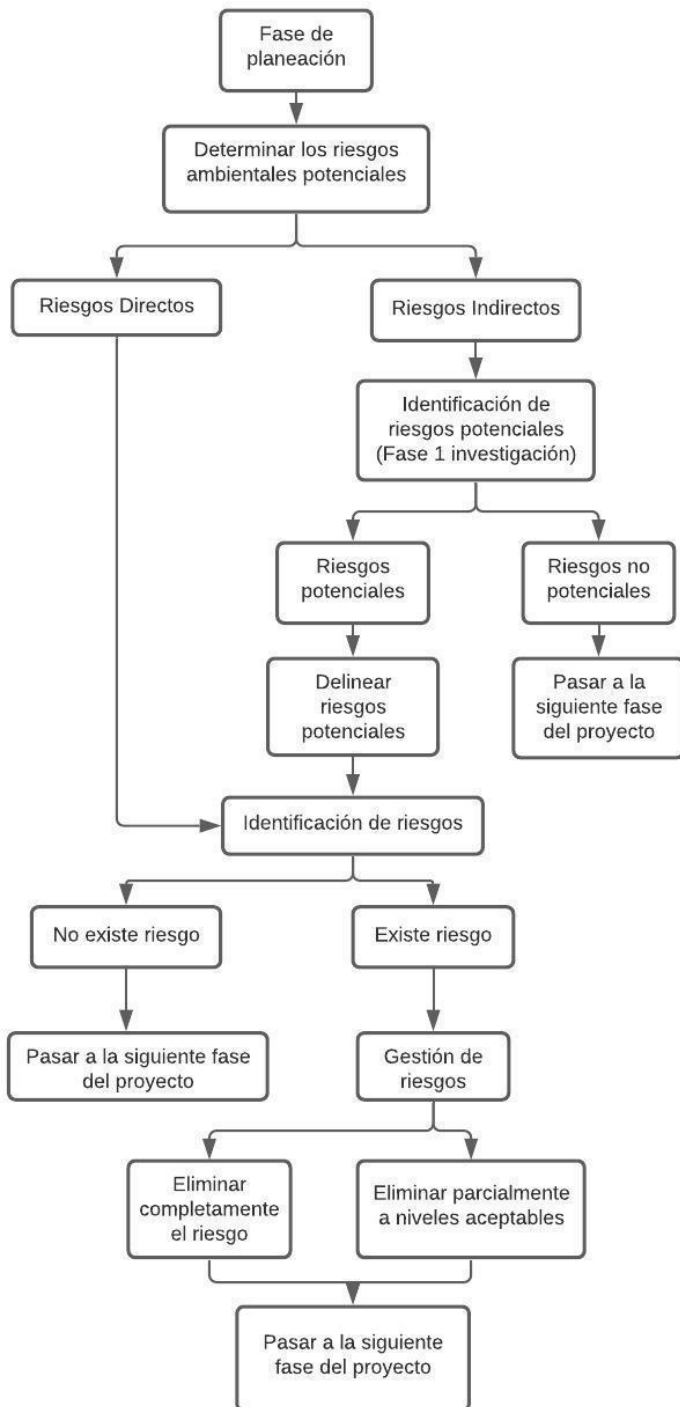 Fase de
planeación
Determinar los riesgos
ambientales potenciales
Riesgos Directos
Riesgos Indirectos
Identificación de
riesgos potenciales
(Fase 1 investigación)
Riesgos
potenciales
Riesgos no
potenciales
Delinear
riesgos
potenciales
Pasar a la
siguiente fase
del proyecto
Identificación de riesgos
No existe riesgo
Existe riesgo
Pasar a la siguiente fase
del proyecto
Gestión de
riesgos
Eliminar
completamente
el riesgo
Eliminar parcialmente
a niveles aceptables
Pasar a la siguiente
fase del proyecto